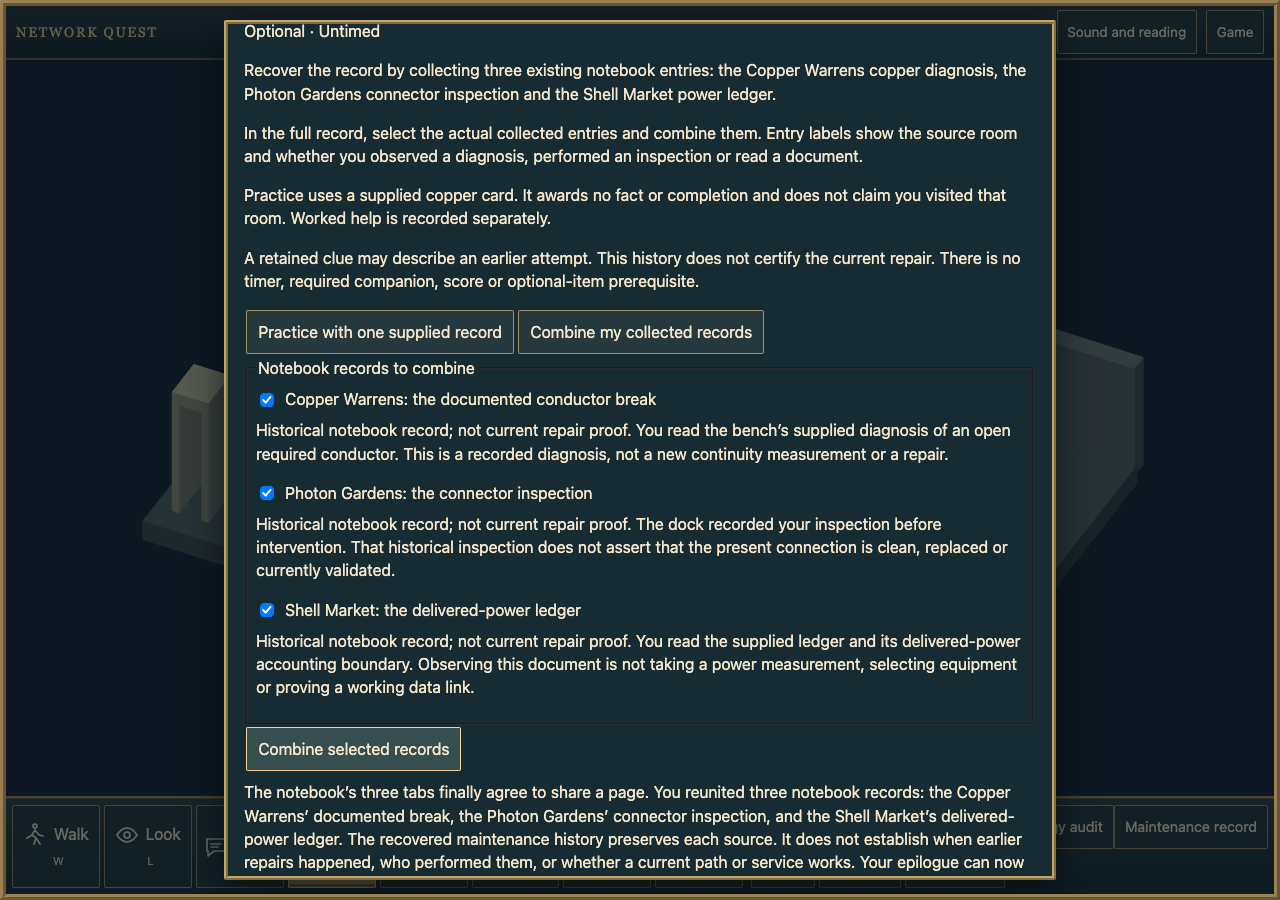 NETWORK QUEST
Sound and reading
Game
Optional · Untimed
Recover the record by collecting three existing notebook entries: the Copper Warrens copper diagnosis, the
Photon Gardens connector inspection and the Shell Market power ledger.
In the full record, select the actual collected entries and combine them. Entry labels show the source room
and whether you observed a diagnosis, performed an inspection or read a document.
Practice uses a supplied copper card. It awards no fact or completion and does not claim you visited that
room. Worked help is recorded separately.
A retained clue may describe an earlier attempt. This history does not certify the current repair. There is no
timer, required companion, score or optional-item prerequisite.
Practice with one supplied record
Combine my collected records
Notebook records to combine
Copper Warrens: the documented conductor break
Historical notebook record; not current repair proof. You read the bench’s supplied diagnosis of an open
required conductor. This is a recorded diagnosis, not a new continuity measurement or a repair.
Photon Gardens: the connector inspection
Historical notebook record; not current repair proof. The dock recorded your inspection before
intervention. That historical inspection does not assert that the present connection is clean, replaced or
currently validated.
Shell Market: the delivered-power ledger
Historical notebook record; not current repair proof. You read the supplied ledger and its delivered-power
accounting boundary. Observing this document is not taking a power measurement, selecting equipment
or proving a working data link.
Combine selected records
The notebook’s three tabs finally agree to share a page. You reunited three notebook records: the Copper
Warrens’ documented break, the Photon Gardens’ connector inspection, and the Shell Market’s delivered-
power ledger. The recovered maintenance history preserves each source. It does not establish when earlier
repairs happened, who performed them, or whether a current path or service works. Your epilogue can now
Walk
W
Look
L
audit
Maintenance record